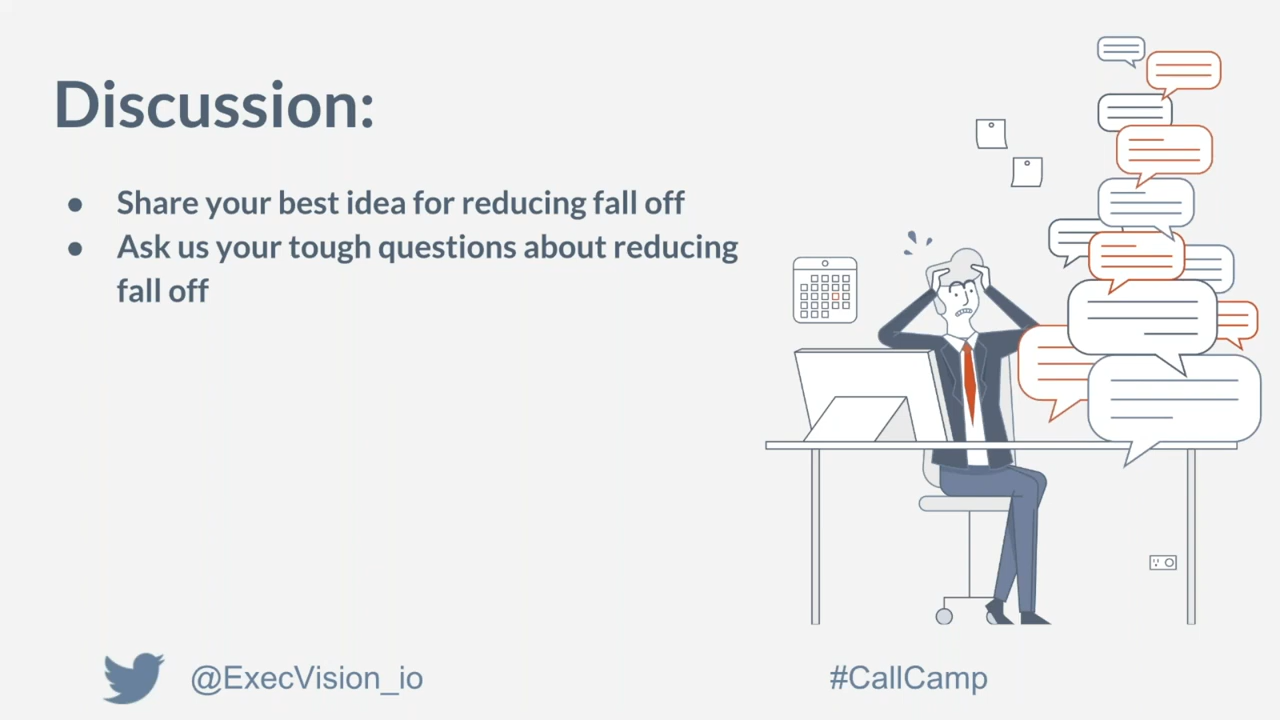 Discussion:
● Share your best idea for reducing fall off
● Ask us your tough questions about reducing
fall off
@ExecVision_io
#CallCamp